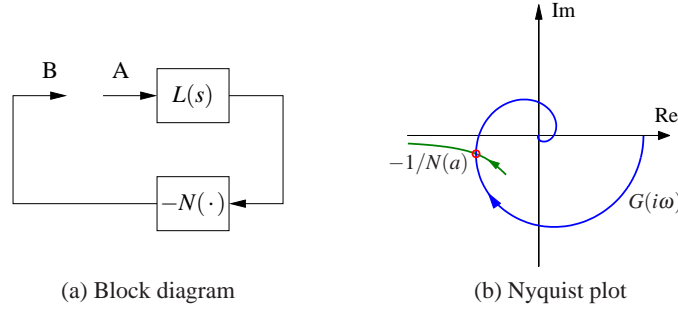 B
A
L(s)
−N(·)
(a) Block diagram
Im
Re
−1/N(a)
G(iω)
(b) Nyquist plot